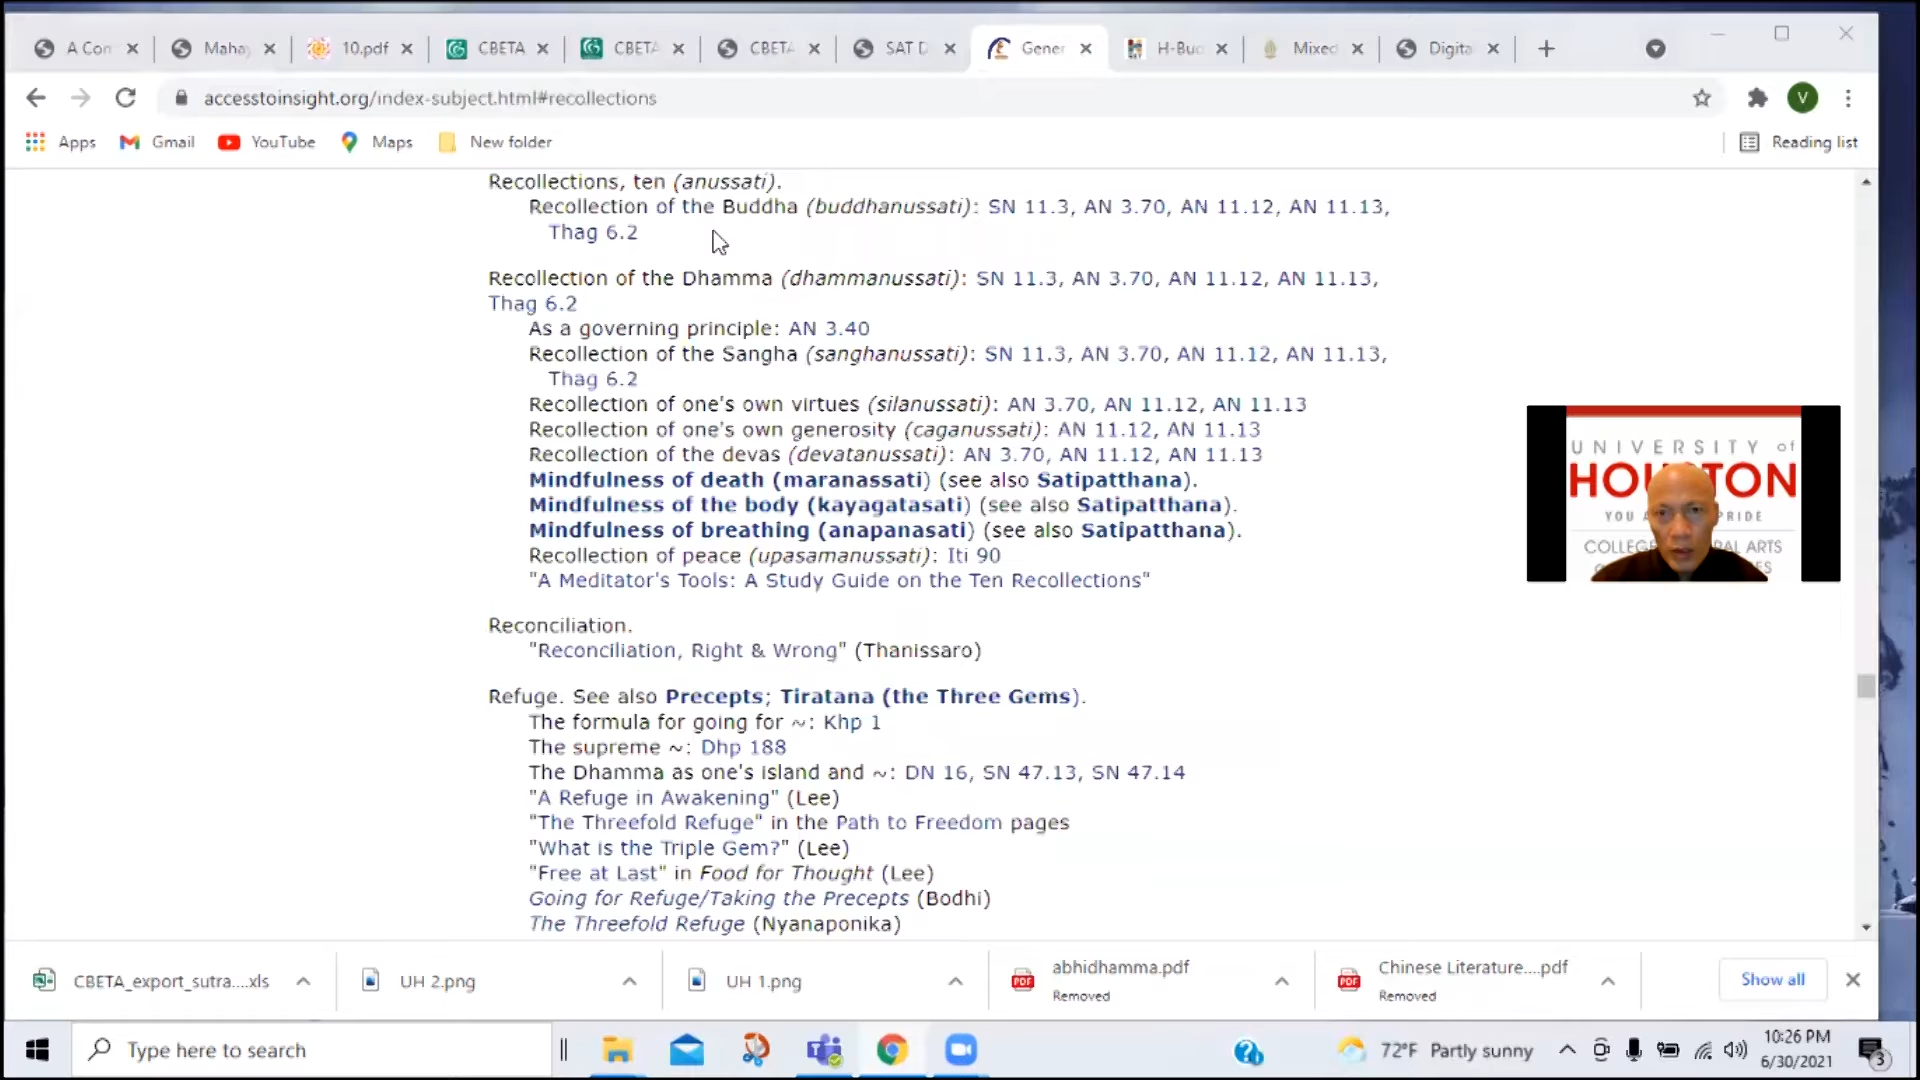 A Con
Mahay
10.pdf
CBETA
CBETA
CBETA
SAT D
Gener
H-Bud
Mixed
Digita
accesstoinsight.org/index-subject.html#recollections
V
Apps
Gmail
YouTube
Maps
New folder
Reading list
Recollections, ten (anussati).
Recollection of the Buddha (buddhanussati): SN 11.3, AN 3.70, AN 11.12, AN 11.13,
Thag 6.2
Recollection of the Dhamma (dhammanussati): SN 11.3, AN 3.70, AN 11.12, AN 11.13,
Thag 6.2
As a governing principle: AN 3.40
Recollection of the Sangha (sanghanussati): SN 11.3, AN 3.70, AN 11.12, AN 11.13,
Thag 6.2
Recollection of one's own virtues (silanussati): AN 3.70, AN 11.12, AN 11.13
Recollection of one's own generosity (caganussati): AN 11.12, AN 11.13
Recollection of the devas (devatanussati): AN 3.70, AN 11.12, AN 11.13
Mindfulness of death (maranassati) (see also Satipatthana).
Mindfulness of the body (kayagatasati) (see also Satipatthana).
Mindfulness of breathing (anapanasati) (see also Satipatthana).
Recollection of peace (upasamanussati): Iti 90
"A Meditator's Tools: A Study Guide on the Ten Recollections"
Reconciliation.
"Reconciliation, Right & Wrong" (Thanissaro)
Refuge. See also Precepts; Tiratana (the Three Gems).
The formula for going for ~: Khp 1
The supreme ~: Dhp 188
The Dhamma as one's island and ~: DN 16, SN 47.13, SN 47.14
"A Refuge in Awakening" (Lee)
"The Threefold Refuge" in the Path to Freedom pages
"What is the Triple Gem?" (Lee)
"Free at Last" in Food for Thought (Lee)
Going for Refuge/Taking the Precepts (Bodhi)
The Threefold Refuge (Nyanaponika)
UNIVERSITY of
HOUSTON
YOU A PRIDE
COLLEGE AL ARTS
CBETA_export_sutra....xls
UH 2.png
UH 1.png
abhidhamma.pdf
Removed
Chinese Literature....pdf
Removed
Show all
Type here to search
72°F Partly sunny
10:26 PM
6/30/2021
3